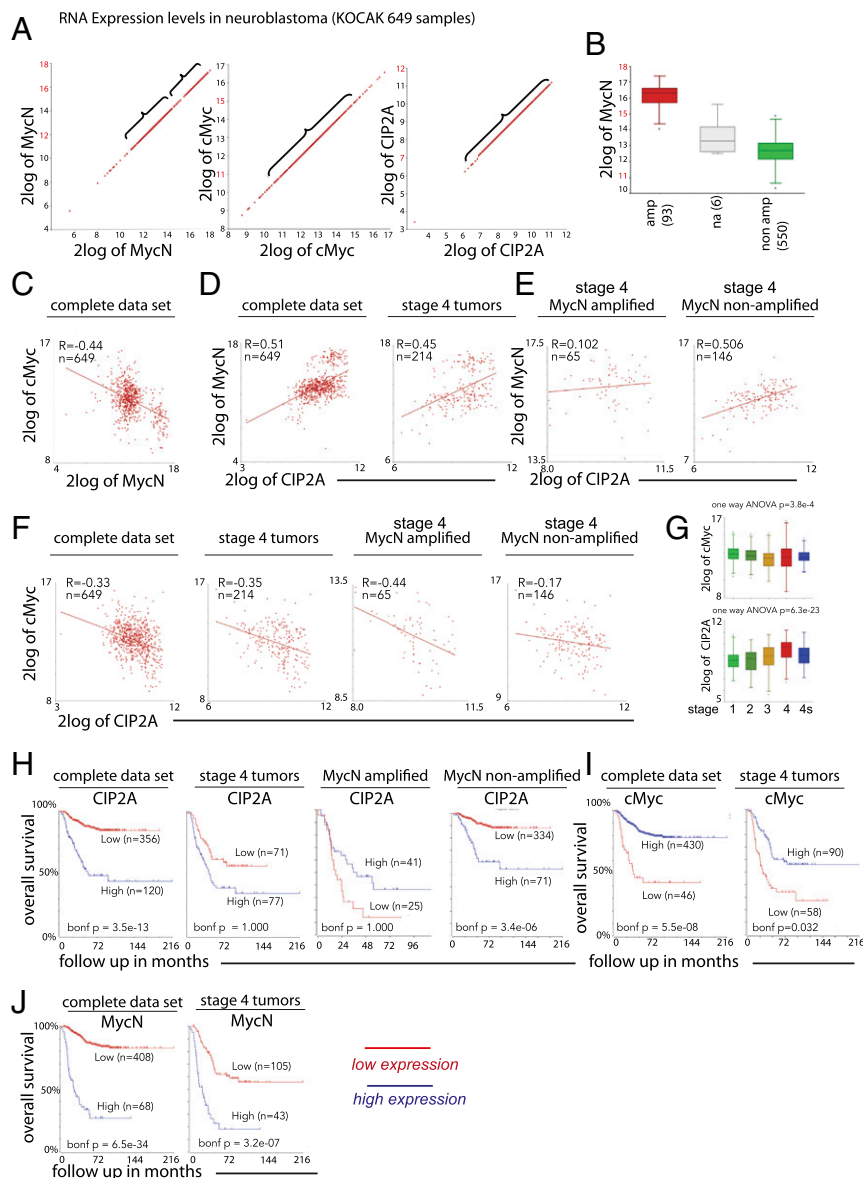 RNA Expression levels in neuroblastoma (KOCAK 649 samples)
A
2log of MycN
18
16
14
12
10
8
6
4
4 6 8 10 12 14 16 18
2log of MycN
2log of cMyc
17
16
15
14
13
12
11
10
9
8
8 9 10 11 12 13 14 15 16 17
2log of cMyc
2log of CIP2A
12
11
10
9
8
7
6
5
4
3
4 5 6 7 8 9 10 11 12
2log of CIP2A
B
2log of MycN
18
17
16
15
14
13
12
11
10
amp (93)
na (6)
non amp (550)
C
complete data set
2log of cMyc
17
8
R=-0.44
n=649
4 18
2log of MycN
D
complete data set
2log of MycN
18
4
R=0.51
n=649
3 12
stage 4 tumors
18
R=0.45
n=214
6 12
2log of CIP2A
E
stage 4
MycN amplified
2log of MycN
17.5
13.5
R=0.102
n=65
8.0 11.5
stage 4
MycN non-amplified
17
7
R=0.506
n=146
6 12
2log of CIP2A
F
complete data set
2log of cMyc
17
8
R=-0.33
n=649
3 12
stage 4 tumors
17
8
R=-0.35
n=214
6 12
stage 4
MycN amplified
13.5
8.5
R=-0.44
n=65
8.0 11.5
stage 4
MycN non-amplified
17
9
R=-0.17
n=146
6 12
2log of CIP2A
G
one way ANOVA p=3.8e-4
2log of cMyc
17
8
one way ANOVA p=6.3e-23
2log of CIP2A
12
5
stage 1 2 3 4 4s
H
complete data set
CIP2A
overall survival
100%
50%
0%
Low (n=356)
High (n=120)
bonf p = 3.5e-13
0 72 144 216
stage 4 tumors
CIP2A
Low (n=71)
High (n=77)
bonf p = 1.000
0 72 144 216
MycN amplified
CIP2A
High (n=41)
Low (n=25)
bonf p = 1.000
0 24 48 72 96
MycN non-amplified
CIP2A
Low (n=334)
High (n=71)
bonf p = 3.4e-06
0 72 144 216
follow up in months
I
complete data set
cMyc
overall survival
100%
50%
0%
High (n=430)
Low (n=46)
bonf p = 5.5e-08
0 72 144 216
stage 4 tumors
cMyc
High (n=90)
Low (n=58)
bonf p=0.032
0 72 144 216
follow up in months
J
complete data set
MycN
overall survival
100%
50%
0%
Low (n=408)
High (n=68)
bonf p = 6.5e-34
0 72 144 216
stage 4 tumors
MycN
Low (n=105)
High (n=43)
bonf p = 3.2e-07
0 72 144 216
follow up in months
low expression
high expression